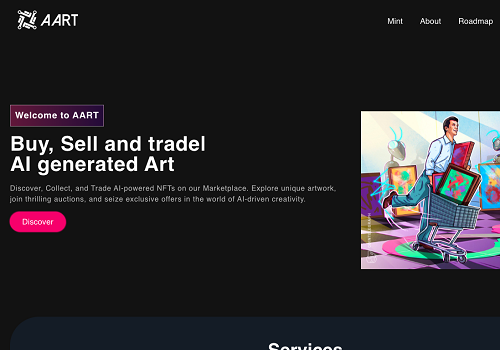 AART
Mint About Roadmap
Welcome to AART
Buy, Sell and tradel
AI generated Art
Discover, Collect, and Trade AI-powered NFTs on our Marketplace. Explore unique artwork,
join thrilling auctions, and seize exclusive offers in the world of AI-driven creativity.
Discover
Services